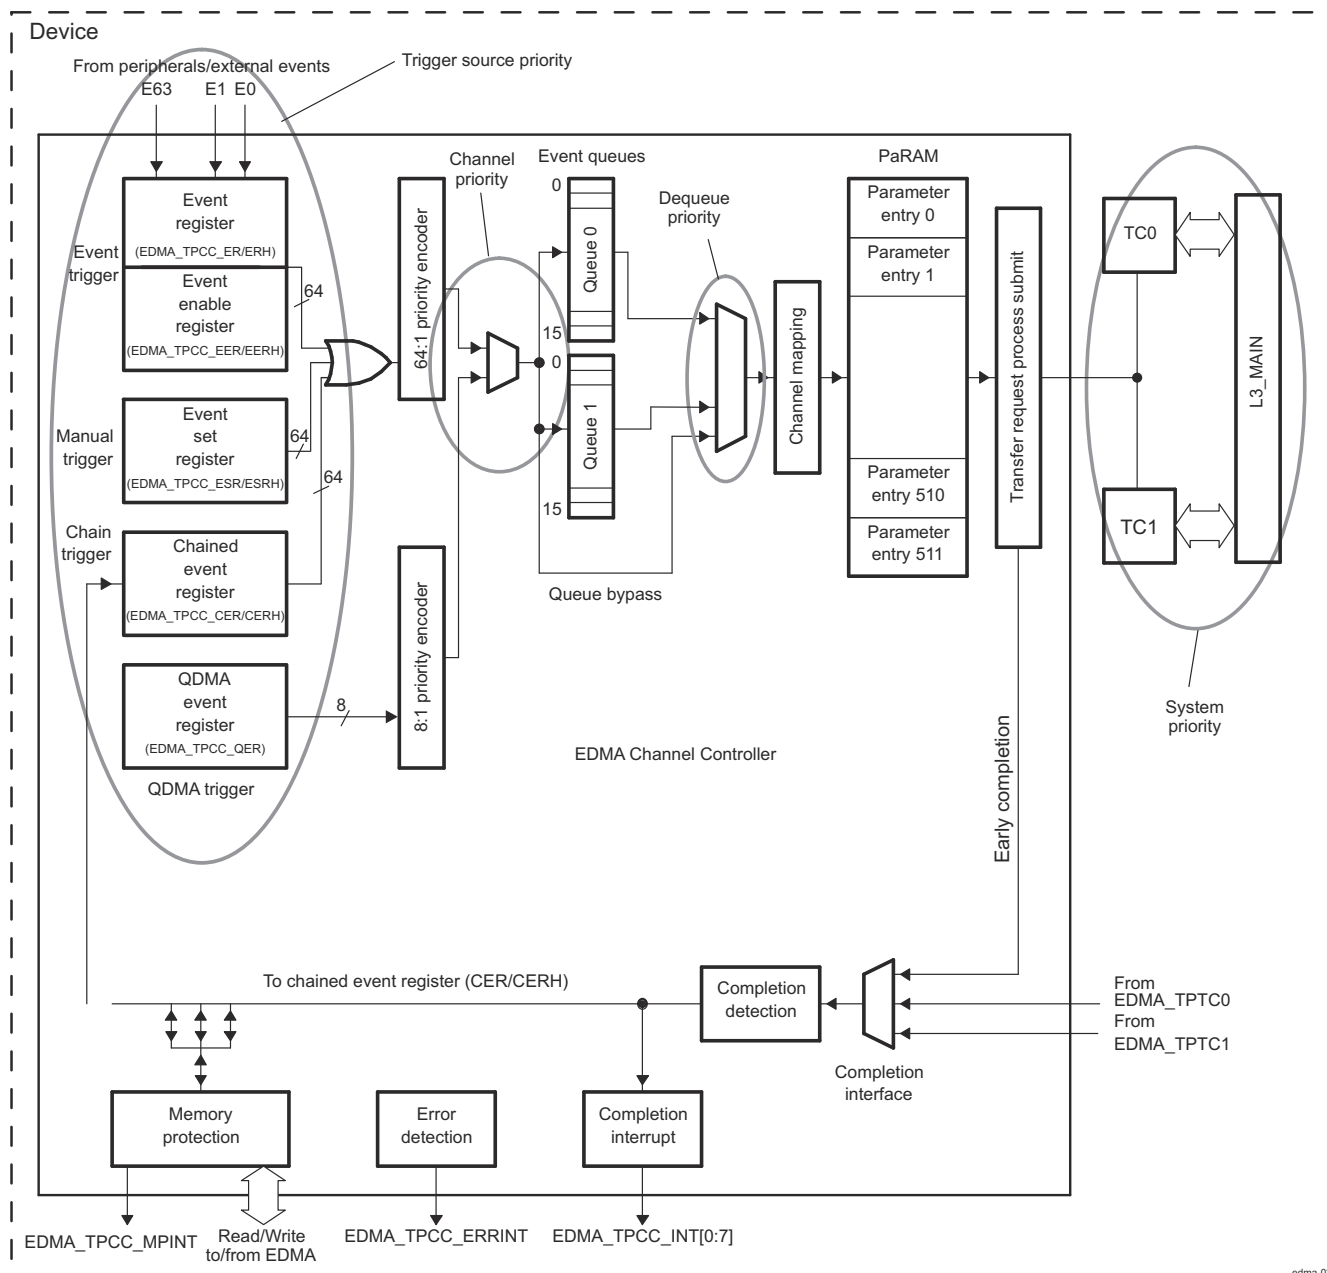 Device
From peripherals/external events
E63
E1 E0
Trigger source priority
Event
register
(EDMA_TPCC_ER/ERH)
Event
trigger
Event
enable
register
(EDMA_TPCC_EER/EERH)
64
Manual
trigger
Event
set
register
(EDMA_TPCC_ESR/ESRH)
64
64
Chain
trigger
Chained
event
register
(EDMA_TPCC_CER/CERH)
QDMA
event
register
(EDMA_TPCC_QER)
8
QDMA trigger
64:1 priority encoder
8:1 priority encoder
Channel
priority
Event queues
0
Queue 0
15
0
Queue 1
15
Queue bypass
Dequeue
priority
Channel mapping
PaRAM
Parameter
entry 0
Parameter
entry 1
Parameter
entry 510
Parameter
entry 511
Transfer request process submit
TC0
TC1
L3_MAIN
System
priority
EDMA Channel Controller
Early completion
To chained event register (CER/CERH)
Completion
detection
From
EDMA_TPTC0
From
EDMA_TPTC1
Completion
interface
Memory
protection
Error
detection
Completion
interrupt
EDMA_TPCC_MPINT
Read/Write
to/from EDMA
EDMA_TPCC_ERRINT
EDMA_TPCC_INT[0:7]